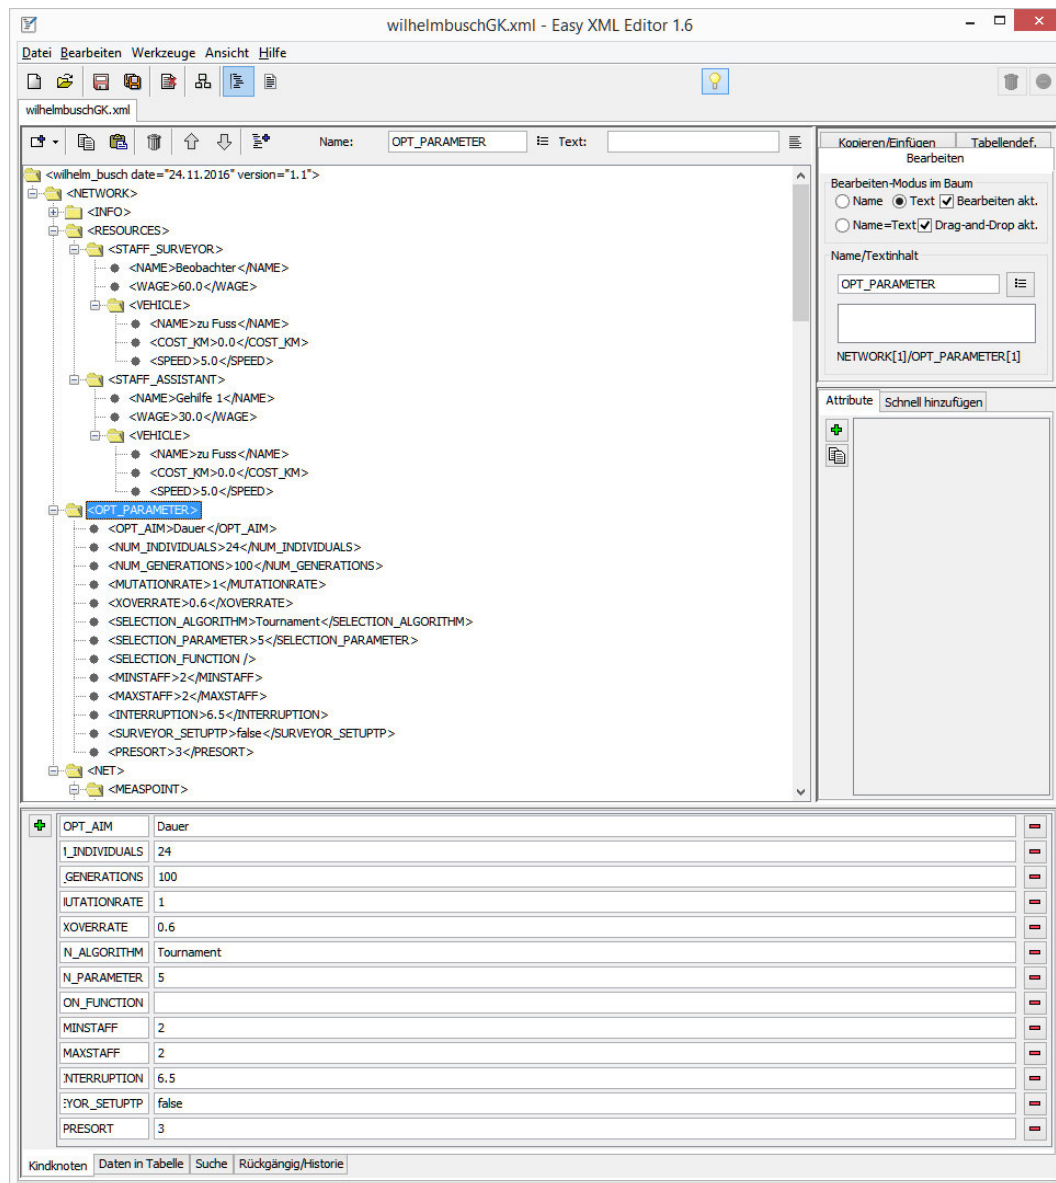 wilhelmbuschGK.xml - Easy XML Editor 1.6
Datei Bearbeiten Werkzeuge Ansicht Hilfe
wilhelmbuschGK.xml
Name: OPT_PARAMETER Text:
<wilhelm_busch date="24.11.2016" version="1.1">
<NETWORK>
<INFO>
<RESOURCES>
<STAFF_SURVEYOR>
<NAME>Beobachter</NAME>
<WAGE>60.0</WAGE>
<VEHICLE>
<NAME>zu Fuss</NAME>
<COST_KM>0.0</COST_KM>
<SPEED>5.0</SPEED>
<STAFF_ASSISTANT>
<NAME>Gehilfe 1</NAME>
<WAGE>30.0</WAGE>
<VEHICLE>
<NAME>zu Fuss</NAME>
<COST_KM>0.0</COST_KM>
<SPEED>5.0</SPEED>
<OPT_PARAMETER>
<OPT_AIM>Dauer</OPT_AIM>
<NUM_INDIVIDUALS>24</NUM_INDIVIDUALS>
<NUM_GENERATIONS>100</NUM_GENERATIONS>
<MUTATIONRATE>1</MUTATIONRATE>
<XOVERRATE>0.6</XOVERRATE>
<SELECTION_ALGORITHM>Tournament</SELECTION_ALGORITHM>
<SELECTION_PARAMETER>5</SELECTION_PARAMETER>
<SELECTION_FUNCTION />
<MINSTAFF>2</MINSTAFF>
<MAXSTAFF>2</MAXSTAFF>
<INTERRUPTION>6.5</INTERRUPTION>
<SURVEYOR_SETUPTP>false</SURVEYOR_SETUPTP>
<PRESORT>3</PRESORT>
<NET>
<MEASPOINT>
Kopieren/Einfügen Tabellendef.
Bearbeiten
Bearbeiten-Modus im Baum
Name Text Bearbeiten akt.
Name=Text Drag-and-Drop akt.
Name/Textinhalt
OPT_PARAMETER
NETWORK[1]/OPT_PARAMETER[1]
Attribute Schnell hinzufügen
OPT_AIM Dauer
1_INDIVIDUALS 24
_GENERATIONS 100
IUTATIONRATE 1
XOVERRATE 0.6
N_ALGORITHM Tournament
N_PARAMETER 5
ON_FUNCTION
MINSTAFF 2
MAXSTAFF 2
NTERRUPTION 6.5
YOR_SETUPTP false
PRESORT 3
Kindknoten Daten in Tabelle Suche Rückgängig/Historie